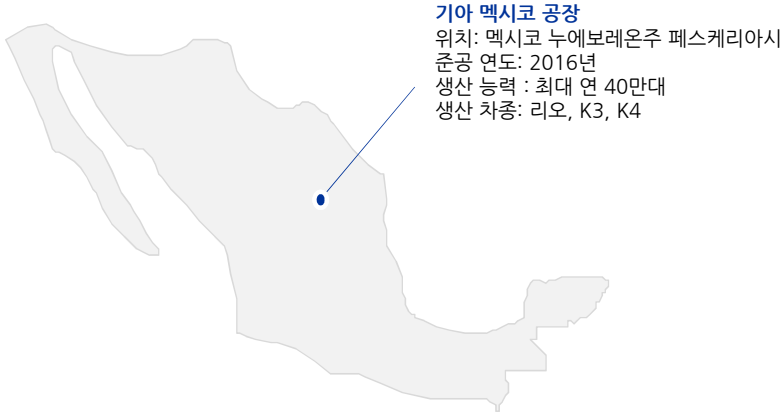 기아 멕시코 공장
위치: 멕시코 누에보레온주 페스케리아시
준공 연도: 2016년
생산 능력 : 최대 연 40만대
생산 차종: 리오, K3, K4